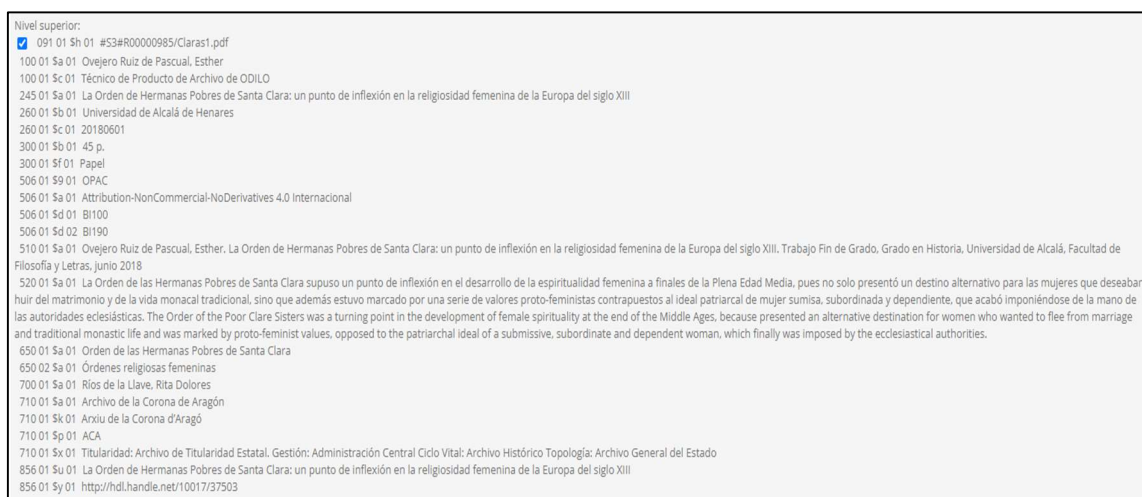 Nivel superior:
091 01 $h 01 #S3#R00000985/Claras1.pdf
100 01 $a 01 Ovejero Ruiz de Pascual, Esther
100 01 $c 01 Técnico de Producto de Archivo de ODILO
245 01 $a 01 La Orden de Hermanas Pobres de Santa Clara: un punto de inflexión en la religiosidad femenina de la Europa del siglo XIII
260 01 $b 01 Universidad de Alcalá de Henares
260 01 $c 01 20180601
300 01 $b 01 45 p.
300 01 $f 01 Papel
506 01 $9 01 OPAC
506 01 $a 01 Attribution-NonCommercial-NoDerivatives 4.0 Internacional
506 01 $d 01 BI100
506 01 $d 02 BI190
510 01 $a 01 Ovejero Ruiz de Pascual, Esther. La Orden de Hermanas Pobres de Santa Clara: un punto de inflexión en la religiosidad femenina de la Europa del siglo XIII. Trabajo Fin de Grado, Grado en Historia, Universidad de Alcalá, Facultad de
Filosofía y Letras, junio 2018
520 01 $a 01 La Orden de las Hermanas Pobres de Santa Clara supuso un punto de inflexión en el desarrollo de la espiritualidad femenina a finales de la Plena Edad Media, pues no solo presentó un destino alternativo para las mujeres que deseaban
huir del matrimonio y de la vida monacal tradicional, sino que además estuvo marcado por una serie de valores proto-feministas contrapuestos al ideal patriarcal de mujer sumisa, subordinada y dependiente, que acabó imponiéndose de la mano de
las autoridades eclesiásticas. The Order of the Poor Clare Sisters was a turning point in the development of female spirituality at the end of the Middle Ages, because presented an alternative destination for women who wanted to flee from marriage
and traditional monastic life and was marked by proto-feminist values, opposed to the patriarchal ideal of a submissive, subordinate and dependent woman, which finally was imposed by the ecclesiastical authorities.
650 01 $a 01 Orden de las Hermanas Pobres de Santa Clara
650 02 $a 01 Órdenes religiosas femeninas
700 01 $a 01 Ríos de la Llave, Rita Dolores
710 01 $a 01 Archivo de la Corona de Aragón
710 01 $k 01 Arxiu de la Corona d'Aragó
710 01 $p 01 ACA
710 01 $x 01 Titularidad: Archivo de Titularidad Estatal. Gestión: Administración Central Ciclo Vital: Archivo Histórico Topología: Archivo General del Estado
856 01 $u 01 La Orden de Hermanas Pobres de Santa Clara: un punto de inflexión en la religiosidad femenina de la Europa del siglo XIII
856 01 $y 01 http://hdl.handle.net/10017/37503